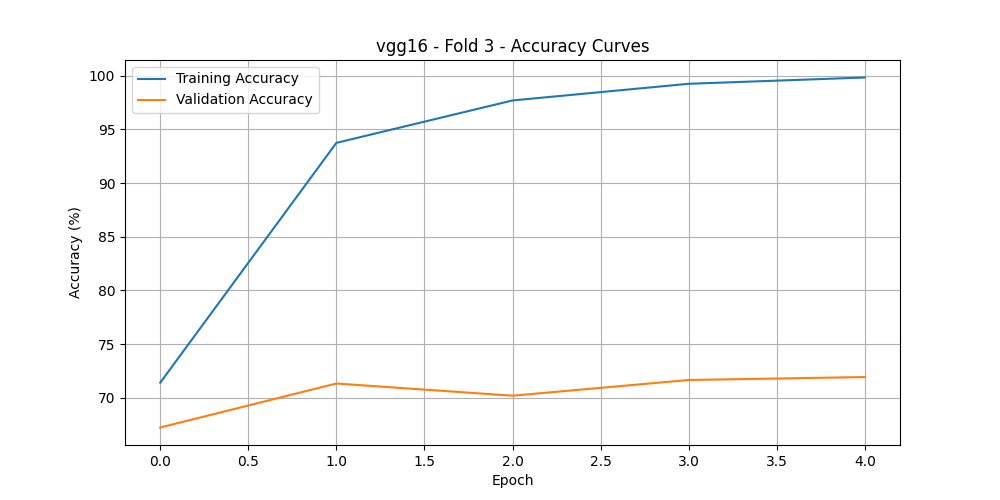 vgg16 - Fold 3 - Accuracy Curves
Training Accuracy
Validation Accuracy
Accuracy (%)
100
95
90
85
80
75
70
0.0 0.5 1.0 1.5 2.0 2.5 3.0 3.5 4.0
Epoch